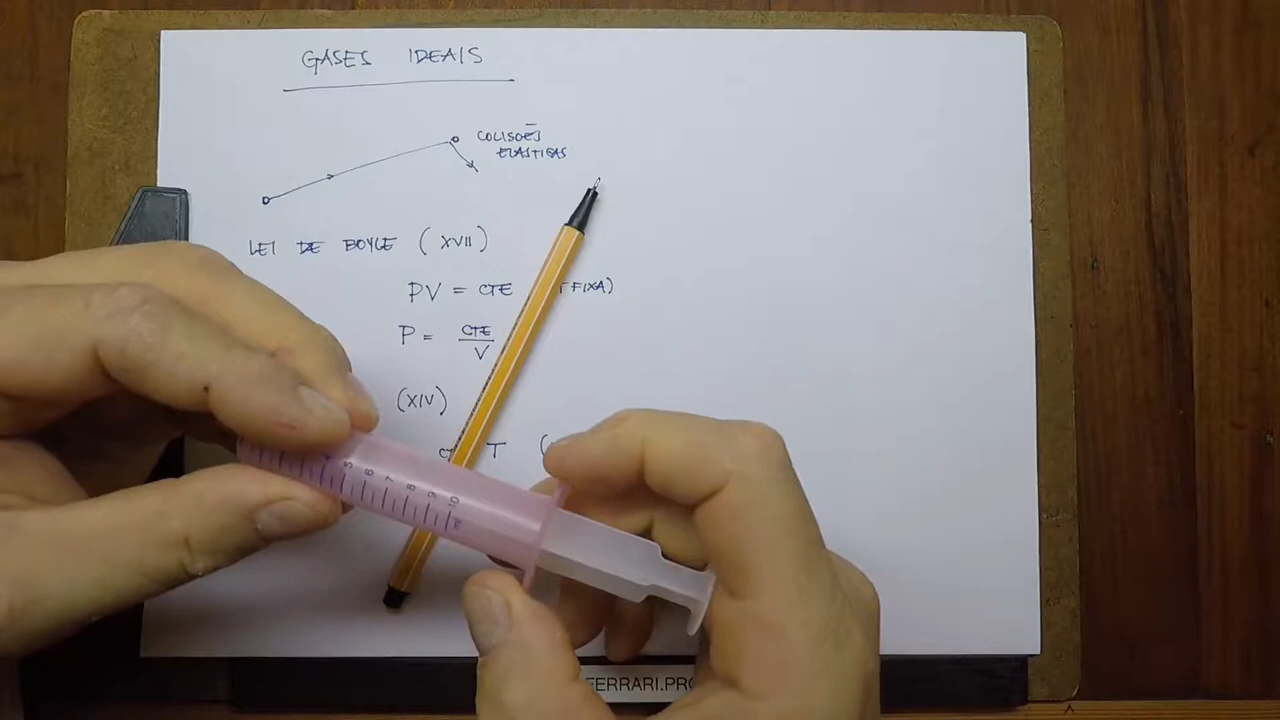 GASES IDEAIS
COLISÕES
ELÁSTICAS
LEI DE BOYLE (XVII)
PV = CTE T FIXA)
P = CTE
V
(XIV)
T (
5 6 7 8 9 10
FERRARI.PRO